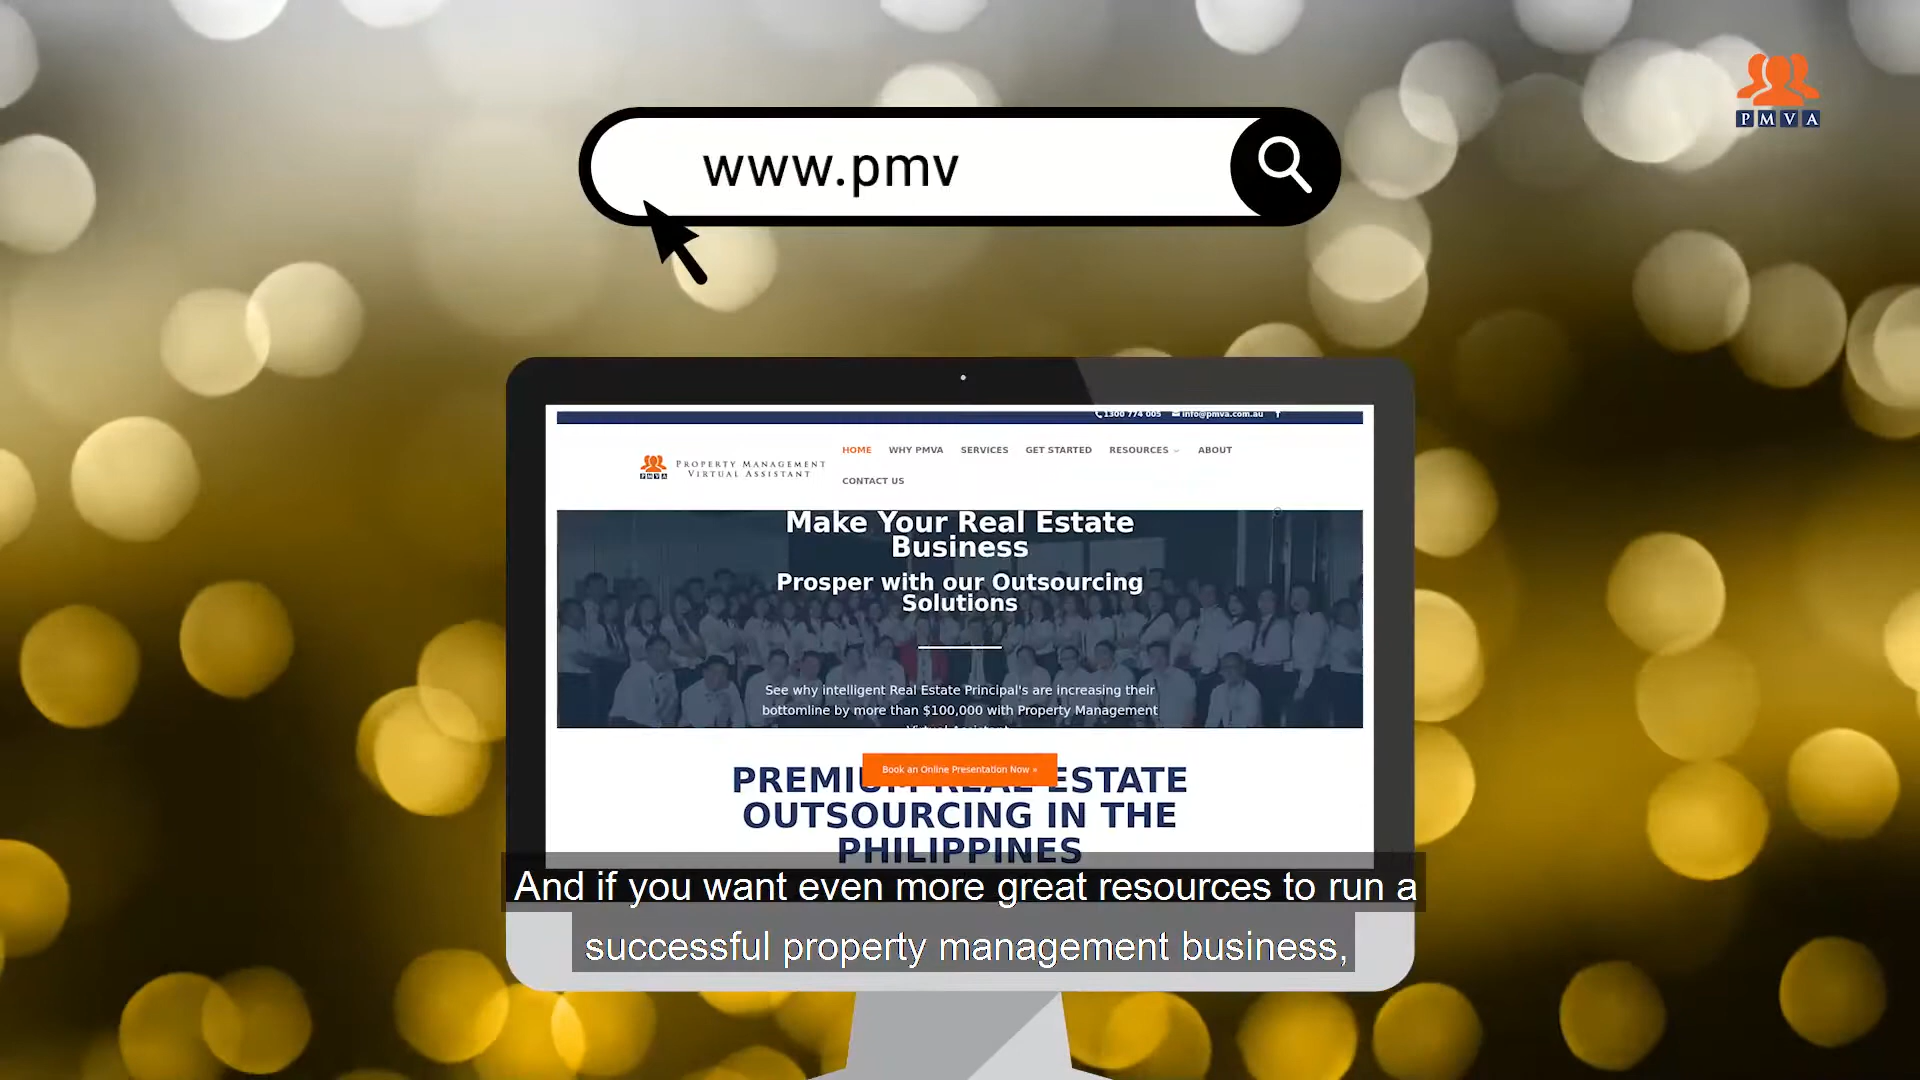 PMVA
www.pmv
1300 774 005 info@pmva.com.au f
HOME WHY PMVA SERVICES GET STARTED RESOURCES ABOUT
PROPERTY MANAGEMENT
VIRTUAL ASSISTANT
PMVA
CONTACT US
Make Your Real Estate
Business
Prosper with our Outsourcing
Solutions
See why intelligent Real Estate Principal's are increasing their
bottomline by more than $100,000 with Property Management
Book an Online Presentation Now »
PREMIUM REAL ESTATE
OUTSOURCING IN THE
PHILIPPINES
And if you want even more great resources to run a
successful property management business,